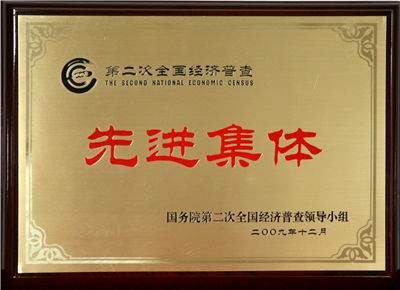 第二次全国经济普查
THE SECOND NATIONAL ECONOMIC CENSUS
先进集体
国务院第二次全国经济普查领导小组
二〇〇九年十二月